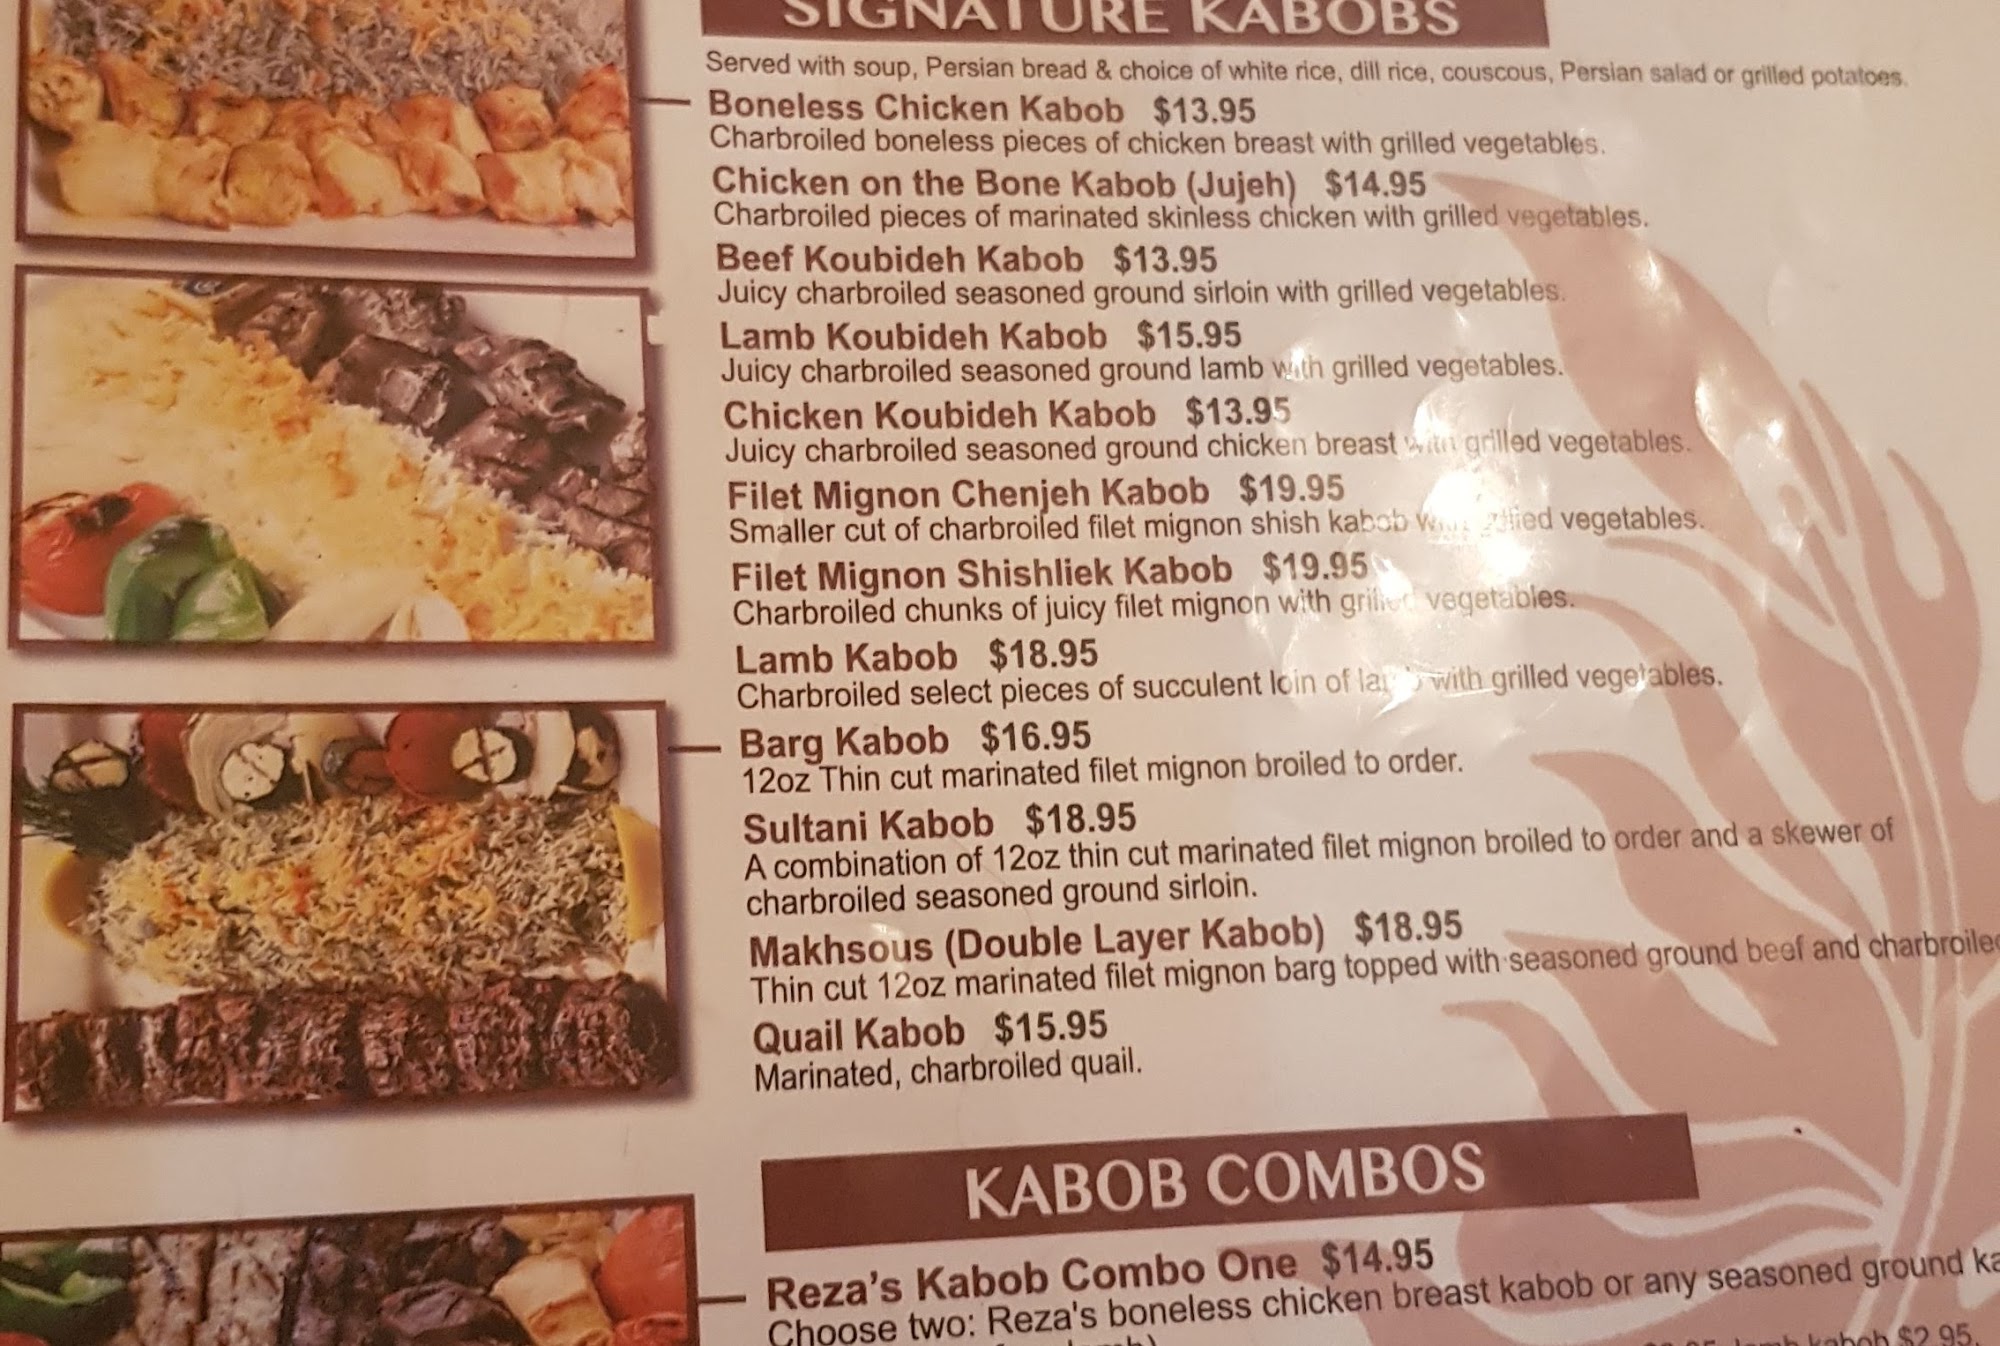 SIGNATURE KABOBS
Served with soup, Persian bread & choice of white rice, dill rice, couscous, Persian salad or grilled potatoes.
Boneless Chicken Kabob $13.95
Charbroiled boneless pieces of chicken breast with grilled vegetables.
Chicken on the Bone Kabob (Jujeh) $14.95
Charbroiled pieces of marinated skinless chicken with grilled vegetables.
Beef Koubideh Kabob $13.95
Juicy charbroiled seasoned ground sirloin with grilled vegetables.
Lamb Koubideh Kabob $15.95
Juicy charbroiled seasoned ground lamb with grilled vegetables.
Chicken Koubideh Kabob $13.95
Juicy charbroiled seasoned ground chicken breast with grilled vegetables.
Filet Mignon Chenjeh Kabob $19.95
Smaller cut of charbroiled filet mignon shish kabob with grilled vegetables.
Filet Mignon Shishliek Kabob $19.95
Charbroiled chunks of juicy filet mignon with grilled vegetables.
Lamb Kabob $18.95
Charbroiled select pieces of succulent loin of lamb with grilled vegetables.
Barg Kabob $16.95
12oz Thin cut marinated filet mignon broiled to order.
Sultani Kabob $18.95
A combination of 12oz thin cut marinated filet mignon broiled to order and a skewer of
charbroiled seasoned ground sirloin.
Makhsous (Double Layer Kabob) $18.95
Thin cut 12oz marinated filet mignon barg topped with seasoned ground beef and charbroiled
Quail Kabob $15.95
Marinated, charbroiled quail.
KABOB COMBOS
Reza's Kabob Combo One $14.95
Choose two: Reza's boneless chicken breast kabob or any seasoned ground
lamb kabob $2.95.